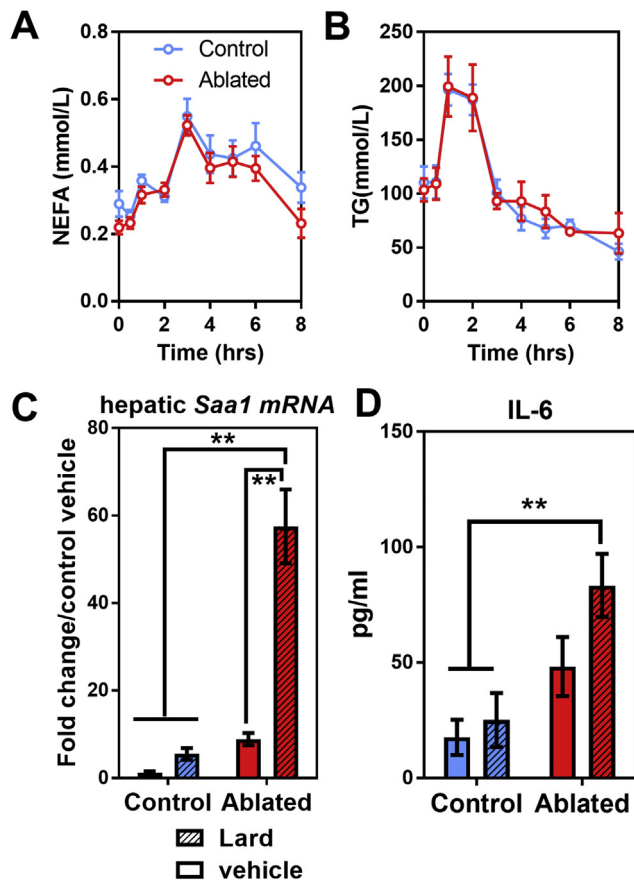 A
NEFA (mmol/L)
0.8
0.6
0.4
0.2
0.0
Control
Ablated
0 2 4 6 8
Time (hrs)
B
TG(mmol/L)
250
200
150
100
50
0
0 2 4 6 8
Time (hrs)
C
hepatic Saa1 mRNA
Fold change/control vehicle
80
60
40
20
0
**
**
Control Ablated
Lard
vehicle
D
IL-6
pg/ml
150
100
50
0
**
Control Ablated